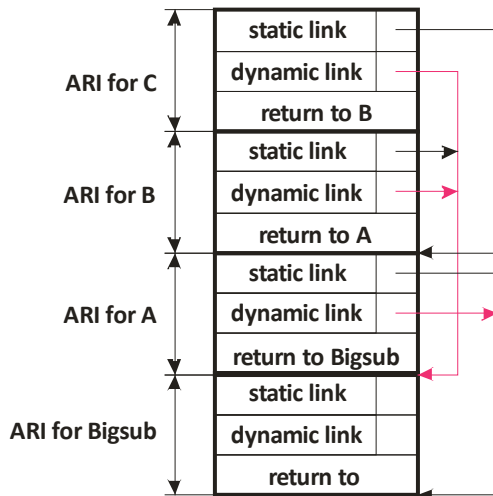 static link
dynamic link
ARI for C
return to B
static link
dynamic link
ARI for B
return to A
static link
dynamic link
ARI for A
return to Bigsub
static link
dynamic link
ARI for Bigsub
return to